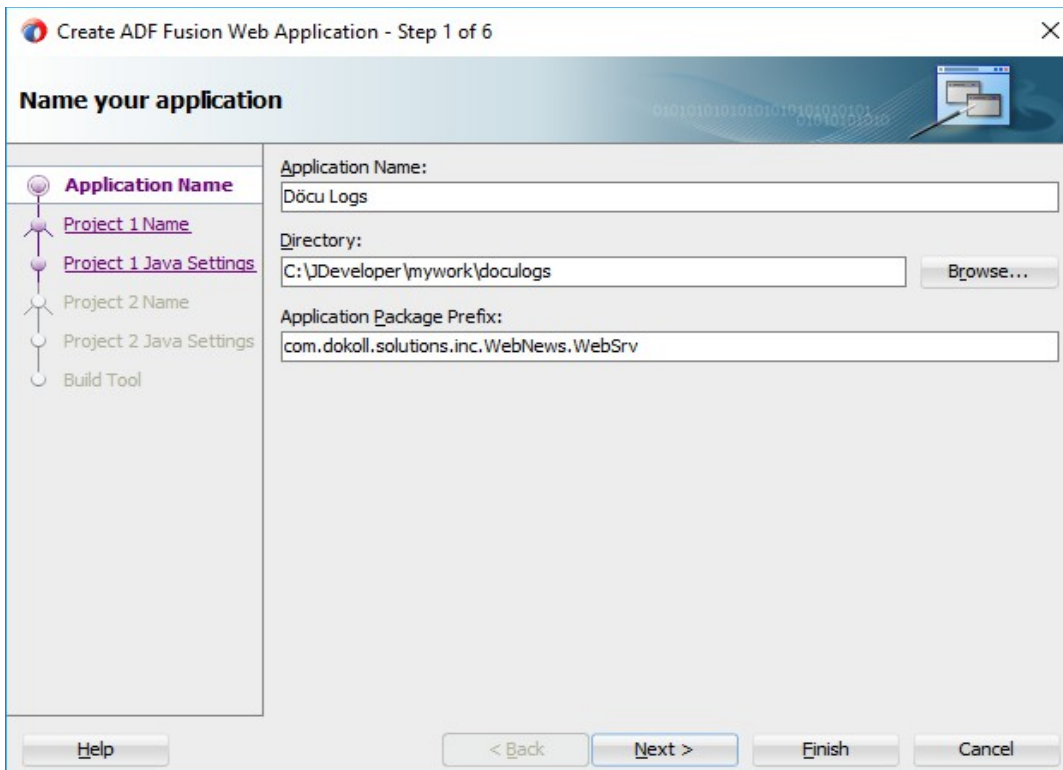 Create ADF Fusion Web Application - Step 1 of 6
Name your application
Application Name
Project 1 Name
Project 1 Java Settings
Project 2 Name
Project 2 Java Settings
Build Tool
Application Name:
Döcu Logs
Directory:
C:\JDeveloper\mywork\doculogs
Browse...
Application Package Prefix:
com.dokoll.solutions.inc.WebNews.WebSrv
Help
< Back
Next >
Finish
Cancel